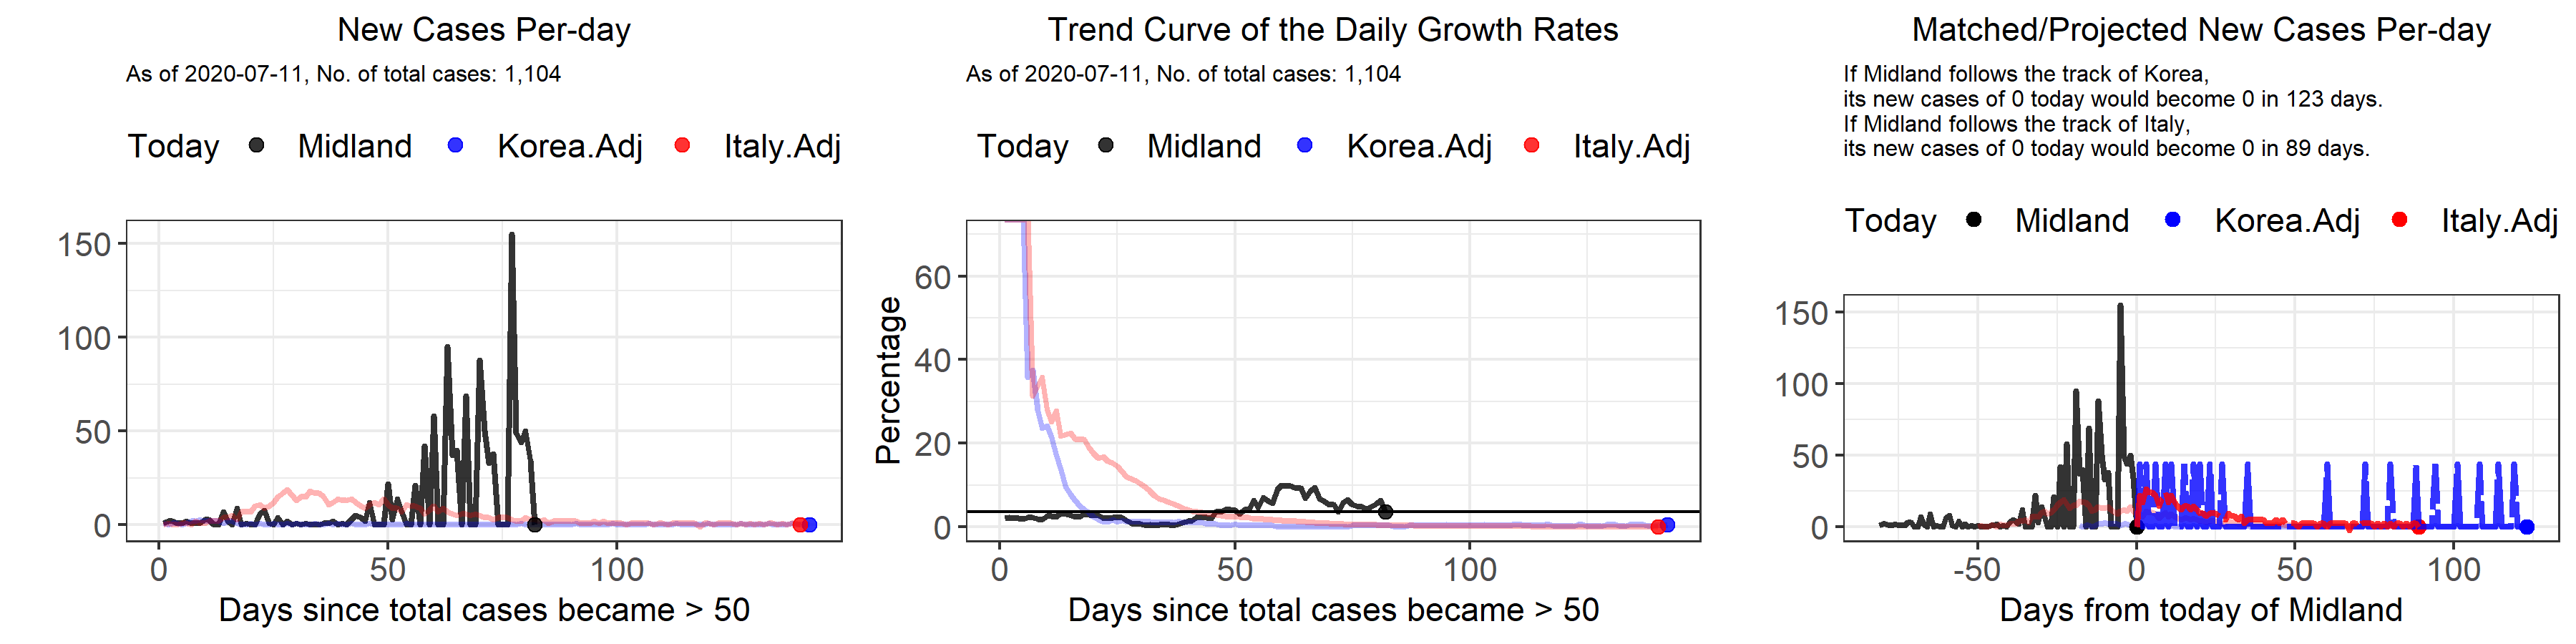 New Cases Per-day
As of 2020-07-11, No. of total cases: 1,104
Today Midland Korea.Adj Italy.Adj
150
100
50
0
0 50 100
Days since total cases became > 50
Trend Curve of the Daily Growth Rates
As of 2020-07-11, No. of total cases: 1,104
Today Midland Korea.Adj Italy.Adj
Percentage
60
40
20
0
0 50 100
Days since total cases became > 50
Matched/Projected New Cases Per-day
If Midland follows the track of Korea,
its new cases of 0 today would become 0 in 123 days.
If Midland follows the track of Italy,
its new cases of 0 today would become 0 in 89 days.
Today Midland Korea.Adj Italy.Adj
150
100
50
0
-50 0 50 100
Days from today of Midland